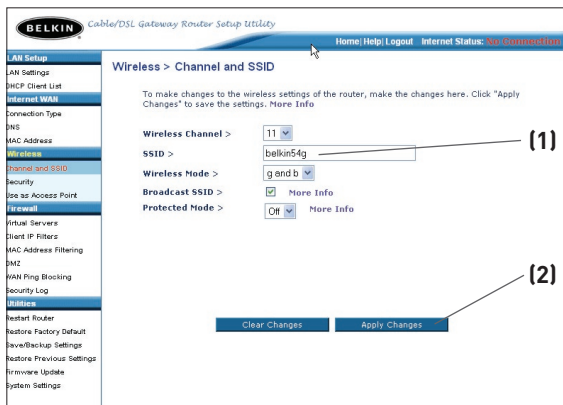 BELKIN Cable/DSL Gateway Router Setup Utility
Home|Help|Logout Internet Status: No Connection
LAN Setup
LAN Settings
DHCP Client List
Internet WAN
Connection Type
DNS
MAC Address
Wireless
Channel and SSID
Security
Use as Access Point
Firewall
Virtual Servers
Client IP Filters
MAC Address Filtering
DMZ
WAN Ping Blocking
Security Log
Utilities
Restart Router
Restore Factory Default
Save/Backup Settings
Restore Previous Settings
Firmware Update
System Settings
Wireless > Channel and SSID
To make changes to the wireless settings of the router, make the changes here. Click "Apply
Changes" to save the settings. More Info
Wireless Channel > 11
SSID > belkin54g
(1)
Wireless Mode > g and b
Broadcast SSID > More Info
Protected Mode > Off More Info
(2)
Clear Changes Apply Changes